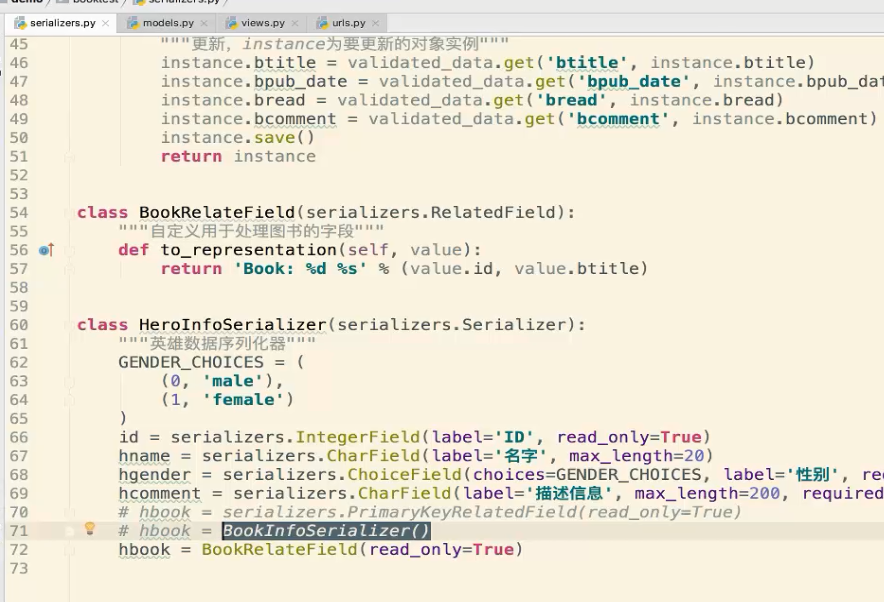 demo booktest serializers.py
serializers.py × models.py × views.py × urls.py ×
45 """更新，instance为要更新的对象实例"""
46 instance.btitle = validated_data.get('btitle', instance.btitle)
47 instance.bpub_date = validated_data.get('bpub_date', instance.bpub_dat
48 instance.bread = validated_data.get('bread', instance.bread)
49 instance.bcomment = validated_data.get('bcomment', instance.bcomment)
50 instance.save()
51 return instance
52
53
54 class BookRelateField(serializers.RelatedField):
55 """自定义用于处理图书的字段"""
56 def to_representation(self, value):
57 return 'Book: %d %s' % (value.id, value.btitle)
58
59
60 class HeroInfoSerializer(serializers.Serializer):
61 """英雄数据序列化器"""
62 GENDER_CHOICES = (
63 (0, 'male'),
64 (1, 'female')
65 )
66 id = serializers.IntegerField(label='ID', read_only=True)
67 hname = serializers.CharField(label='名字', max_length=20)
68 hgender = serializers.ChoiceField(choices=GENDER_CHOICES, label='性别', re
69 hcomment = serializers.CharField(label='描述信息', max_length=200, required
70 # hbook = serializers.PrimaryKeyRelatedField(read_only=True)
71 # hbook = BookInfoSerializer()
72 hbook = BookRelateField(read_only=True)
73